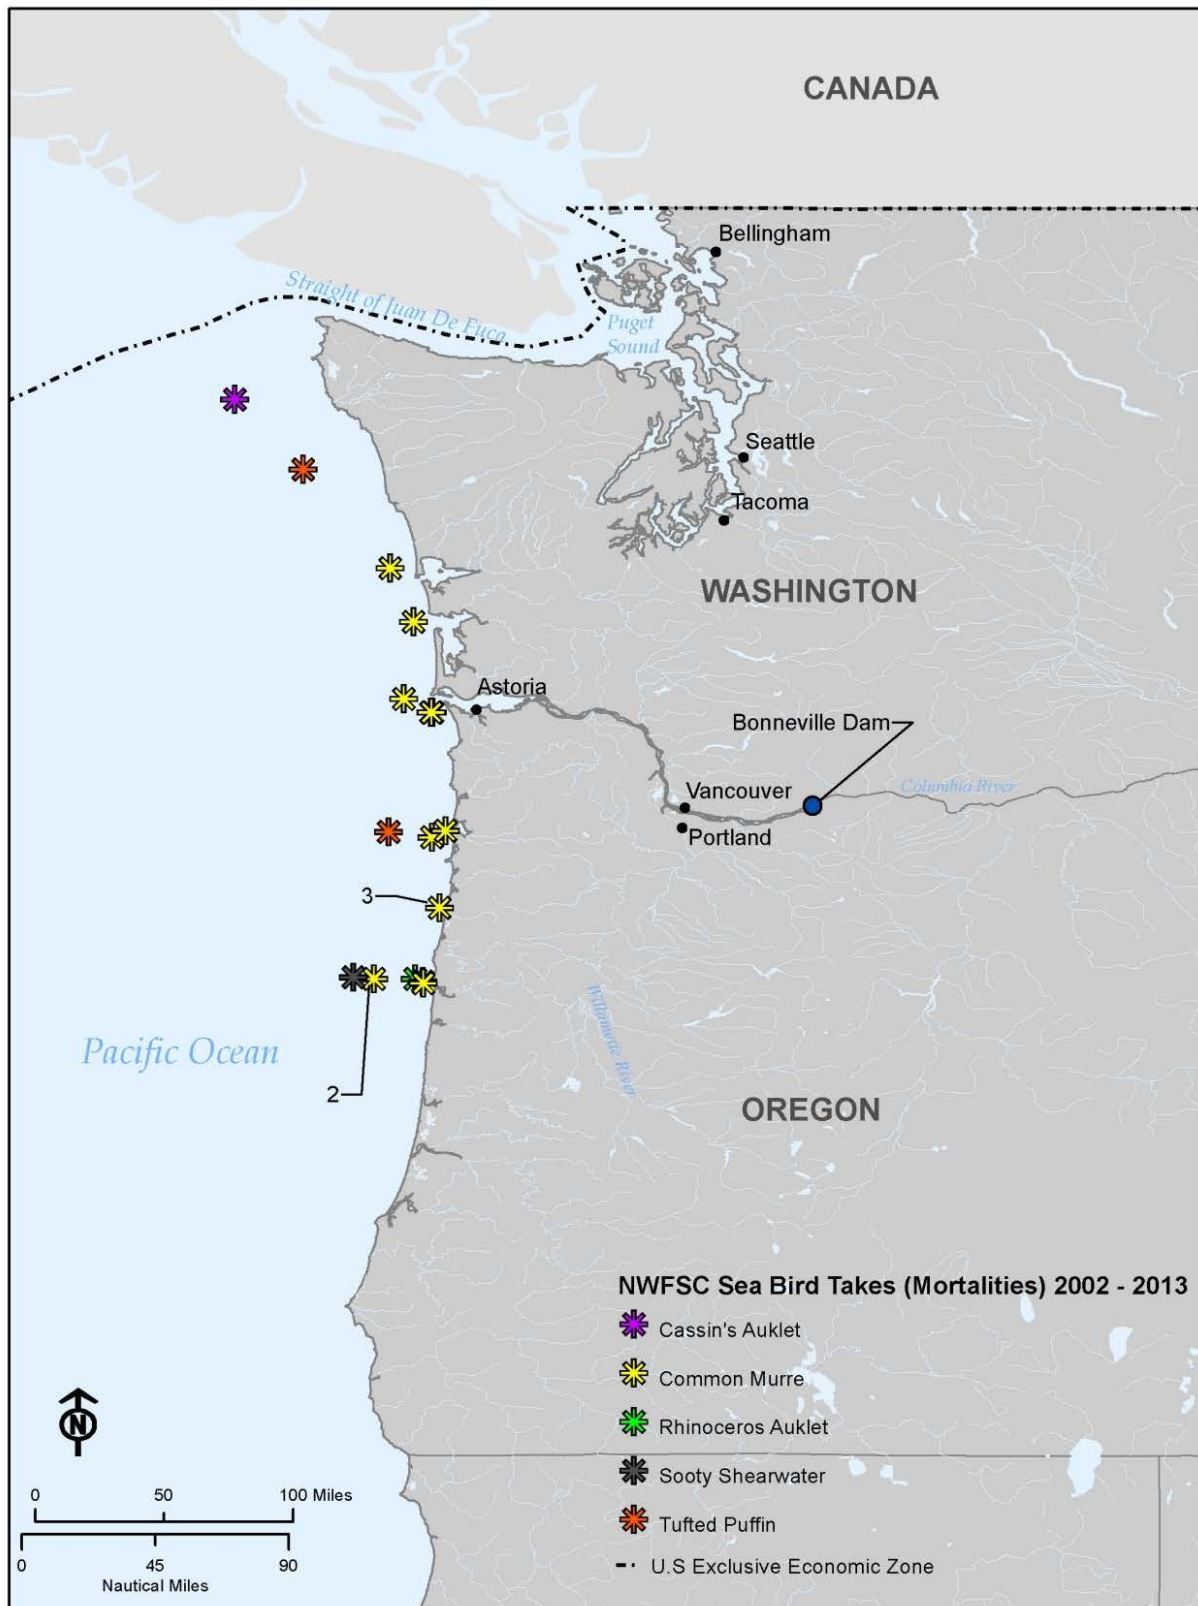 CANADA
Bellingham
Straight of Juan De Fuca
Puget
Sound
Seattle
Tacoma
WASHINGTON
Astoria
Bonneville Dam
Columbia River
Vancouver
Portland
3
Willamette River
Pacific Ocean
2
OREGON
NWFSC Sea Bird Takes (Mortalities) 2002 - 2013
Cassin's Auklet
Common Murre
Rhinoceros Auklet
Sooty Shearwater
Tufted Puffin
U.S Exclusive Economic Zone
N
0 50 100 Miles
0 45 90
Nautical Miles